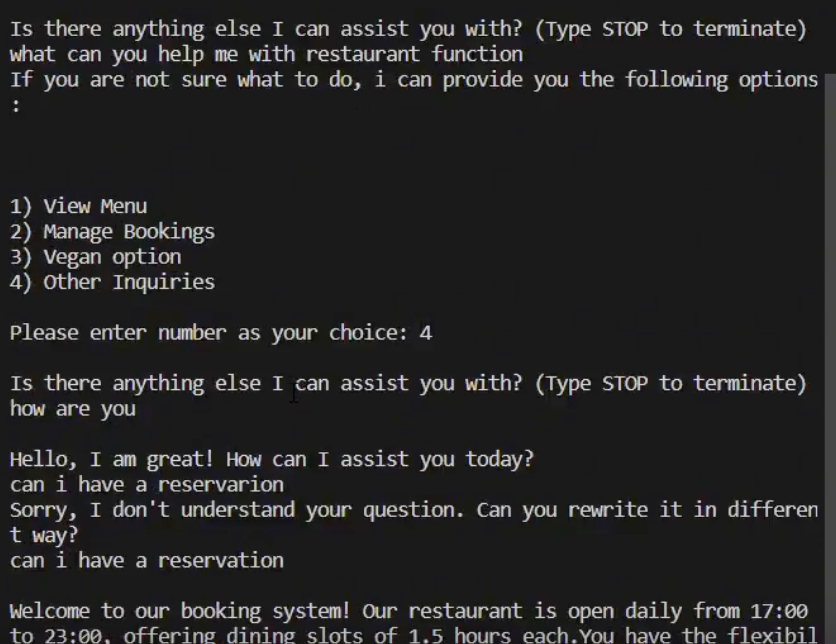 Is there anything else I can assist you with? (Type STOP to terminate)
what can you help me with restaurant function
If you are not sure what to do, i can provide you the following options
:
1) View Menu
2) Manage Bookings
3) Vegan option
4) Other Inquiries
Please enter number as your choice: 4
Is there anything else I can assist you with? (Type STOP to terminate)
how are you
Hello, I am great! How can I assist you today?
can i have a reservarion
Sorry, I don't understand your question. Can you rewrite it in differen
t way?
can i have a reservation
Welcome to our booking system! Our restaurant is open daily from 17:00
to 23:00, offering dining slots of 1.5 hours each.You have the flexibil